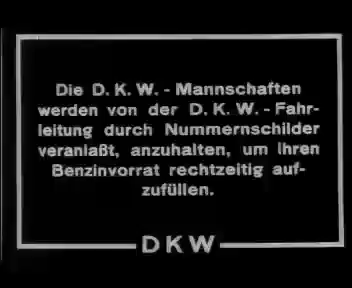 Die D. K. W. - Mannschaften
werden von der D. K. W. - Fahr-
leitung durch Nummernschilder
veranlaßt, anzuhalten, um ihren
Benzinvorrat rechtzeitig auf-
zufüllen.
DKW